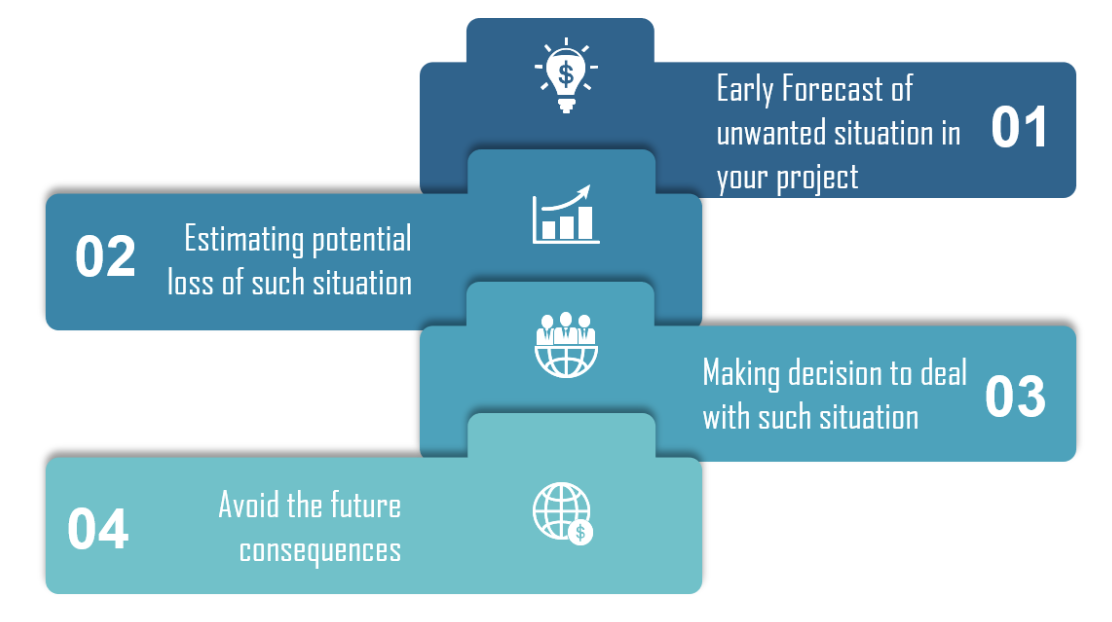 $
Early Forecast of
unwanted situation in
your project
01
02
Estimating potential
loss of such situation
Making decision to deal
with such situation
03
04
Avoid the future
consequences
$